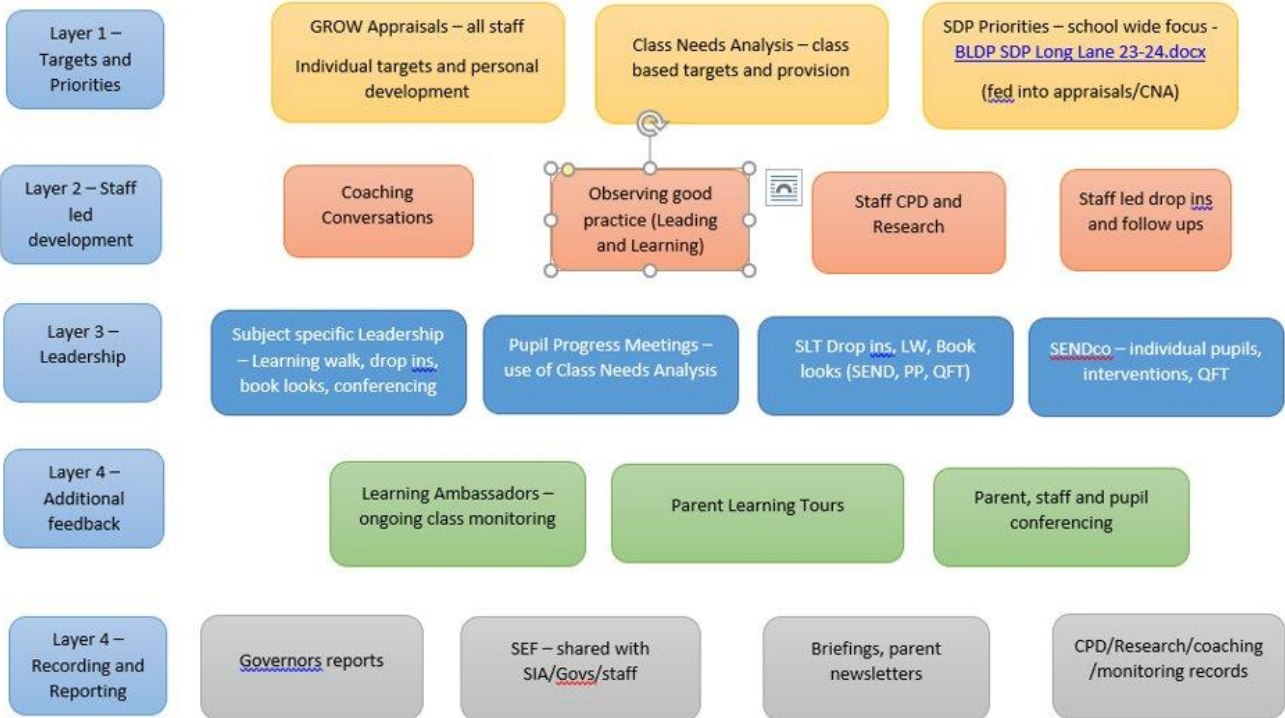 Layer 1 –
Targets and
Priorities
GROW Appraisals – all staff
Individual targets and personal
development
Class Needs Analysis – class
based targets and provision
SDP Priorities – school wide focus -
BLDP SDP Long Lane 23-24.docx
(fed into appraisals/CNA)
Layer 2 – Staff
led
development
Coaching
Conversations
Observing good
practice (Leading
and Learning)
Staff CPD and
Research
Staff led drop ins
and follow ups
Layer 3 –
Leadership
Subject specific Leadership
– Learning walk, drop ins,
book looks, conferencing
Pupil Progress Meetings –
use of Class Needs Analysis
SLT Drop ins, LW, Book
looks (SEND, PP, QFT)
SENDco – individual pupils,
interventions, QFT
Layer 4 –
Additional
feedback
Learning Ambassadors –
ongoing class monitoring
Parent Learning Tours
Parent, staff and pupil
conferencing
Layer 4 –
Recording and
Reporting
Governors reports
SEF – shared with
SIA/Govs/staff
Briefings, parent
newsletters
CPD/Research/coaching
/monitoring records